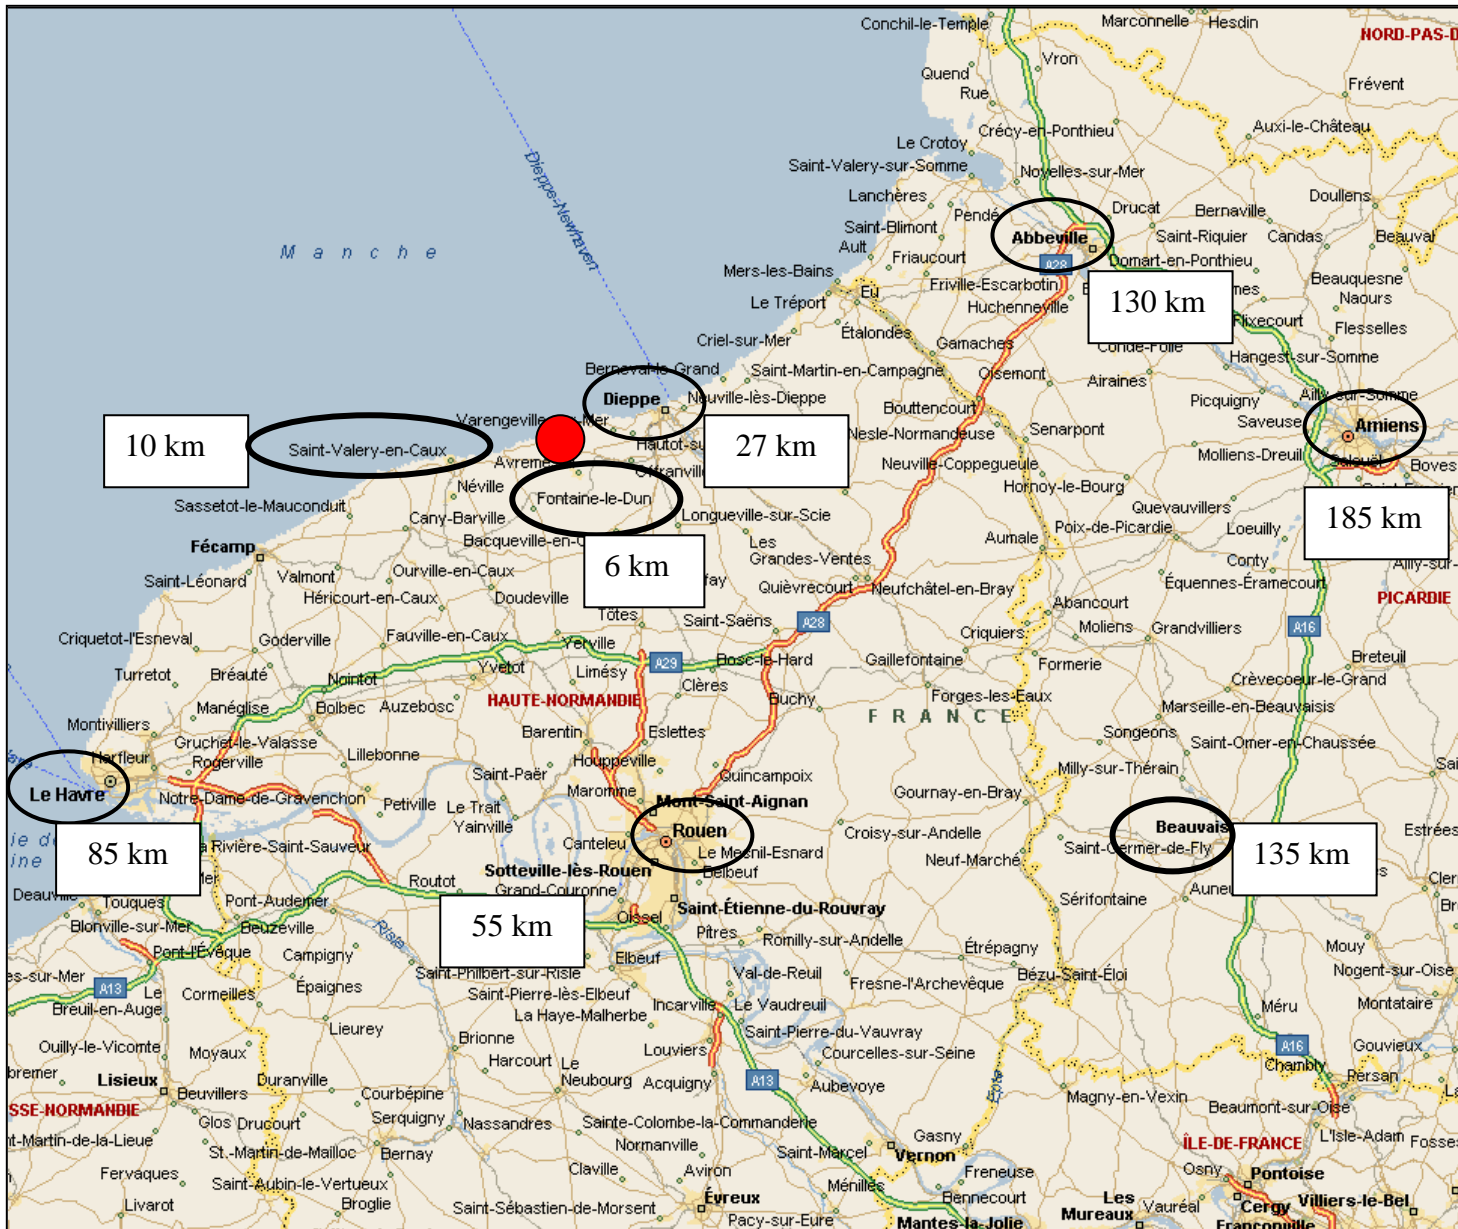 Conchil-le-Temple
Marconnelle
Hesdin
NORD-PAS-D
Vron
Quend
Frévent
Rue
Crécy-en-Ponthieu
Auxi-le-Château
Le Crotoy
Saint-Valery-sur-Somme
Noyelles-sur-Mer
Dieppe-Newhaven
Lanchères
Doullens
Drucat
Pendé
Bernaville
Saint-Blimont
Abbeville
Saint-Riquier
Candas
Beauval
Manche
Ault
Friaucourt
A28
Domart-en-Ponthieu
Mers-les-Bains
Beauquesne
Friville-Escarbotin
Eu
Naours
Le Tréport
Huchenneville
130 km
Flixecourt
Flesselles
Étalondes
Criel-sur-Mer
Gamaches
Conde-Folie
Hangest-sur-Somme
Berneval-le-Grand
Saint-Martin-en-Campagne
Oisemont
Airaines
Dieppe
Neuville-lès-Dieppe
Picquigny
Ailly-sur-Somme
Bouttencourt
Saveuse
Amiens
10 km
Saint-Valery-en-Caux
27 km
Nesle-Normandeuse
Senarpont
Molliens-Dreuil
Boves
Offranville
Neuville-Coppegueule
Néville
Fontaine-le-Dun
Hornoy-le-Bourg
Sassetot-le-Mauconduit
Cany-Barville
Longueville-sur-Scie
Quevauvillers
Poix-de-Picardie
Loeuilly
185 km
Fécamp
Les
Grandes-Ventes
Aumale
Conty
Saint-Léonard
Valmont
Ourville-en-Caux
6 km
Quièvrecourt
Neufchâtel-en-Bray
Équennes-Éramecourt
Héricourt-en-Caux
Doudeville
Abancourt
PICARDIE
Tôtes
Saint-Saëns
A28
Criquetot-l'Esneval
Goderville
Fauville-en-Caux
Yerville
Criquiers
Moliens
Grandvilliers
A16
Turretot
Bréauté
Nointot
Yvetot
Limésy
A29
Bosc-le-Hard
Gaillefontaine
Formerie
Breteuil
Clères
Crèvecoeur-le-Grand
Manéglise
Bolbec
Auzebosc
HAUTE-NORMANDIE
Buchy
Forges-les-Eaux
Marseille-en-Beauvaisis
FRANCE
Montivilliers
Barentin
Eslettes
Songeons
Gruchet-le-Valasse
Lillebonne
Saint-Omer-en-Chaussée
Harfleur
Rogerville
Saint-Paër
Houppeville
Quincampoix
Milly-sur-Thérain
Le Havre
Notre-Dame-de-Gravenchon
Petiville
Le Trait
Maromme
Mont-Saint-Aignan
Gournay-en-Bray
Yainville
Rouen
Croisy-sur-Andelle
Beauvais
85 km
La Rivière-Saint-Sauveur
Canteleu
Le Mesnil-Esnard
Neuf-Marché
Saint-Germer-de-Fly
135 km
Sotteville-lès-Rouen
Belbeuf
Deauville
Touques
Routot
Grand-Couronne
Sérifontaine
Pont-Audemer
Saint-Étienne-du-Rouvray
Blonville-sur-Mer
Beuzeville
55 km
Oissel
Pîtres
Romilly-sur-Andelle
Pont-l'Évêque
Campigny
Risle
Elbeuf
Étrépagny
Mouy
Saint-Philbert-sur-Risle
Val-de-Reuil
Bézu-Saint-Éloi
Nogent-sur-Oise
A13
Le
Breuil-en-Auge
Cormeilles
Épaignes
Saint-Pierre-lès-Elbeuf
Incarville
Le Vaudreuil
Fresne-l'Archevêque
Méru
Montataire
Lieurey
La Haye-Malherbe
Saint-Pierre-du-Vauvray
Ouilly-le-Vicomte
Moyaux
Brionne
Louviers
Courcelles-sur-Seine
A16
Gouvieux
Harcourt
Le
Neubourg
Chambly
Lisieux
Beuvillers
Duranville
Courbépine
Acquigny
A13
Aubevoye
Epte
Magny-en-Vexin
Persan
SSE-NORMANDIE
Glos
Drucourt
Serquigny
Nassandres
Sainte-Colombe-la-Commanderie
Beaumont-sur-Oise
nt-Martin-de-la-Lieue
St.-Martin-de-Mailloc
Bernay
Normanville
Saint-Marcel
Gasny
Vernon
ÎLE-DE-FRANCE
L'Isle-Adam
Fosses
Fervaques
Saint-Aubin-le-Vertueux
Claville
Aviron
Ménilles
Freneuse
Osny
Pontoise
Livarot
Broglie
Saint-Sébastien-de-Morsent
Évreux
Bennecourt
Les
Mureaux
Vauréal
Cergy
Villiers-le-Bel
Pacy-sur-Eure
Mantes-la-Jolie
Franconville